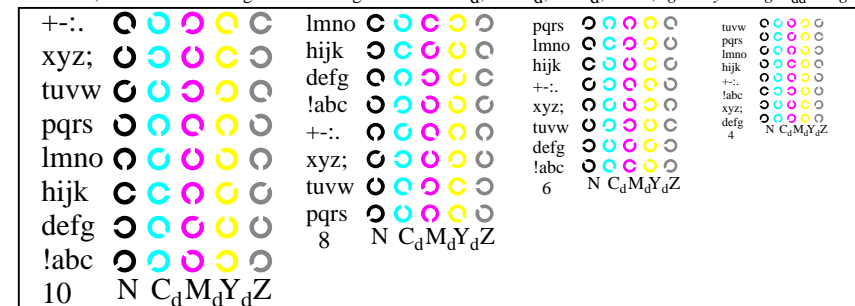 +-:.
xyz;
tuvw
pqrs
lmno
hijk
defg
!abc
10 N CdMdYdZ
lmno
hijk
defg
!abc
+-:.
xyz;
tuvw
pqrs
8 N CdMdYdZ
pqrs
lmno
hijk
+-:.
xyz;
tuvw
defg
!abc
6 N CdMdYdZ
tuvw
pqrs
lmno
hijk
+-:.
!abc
xyz;
defg
4 N CdMdYdZ